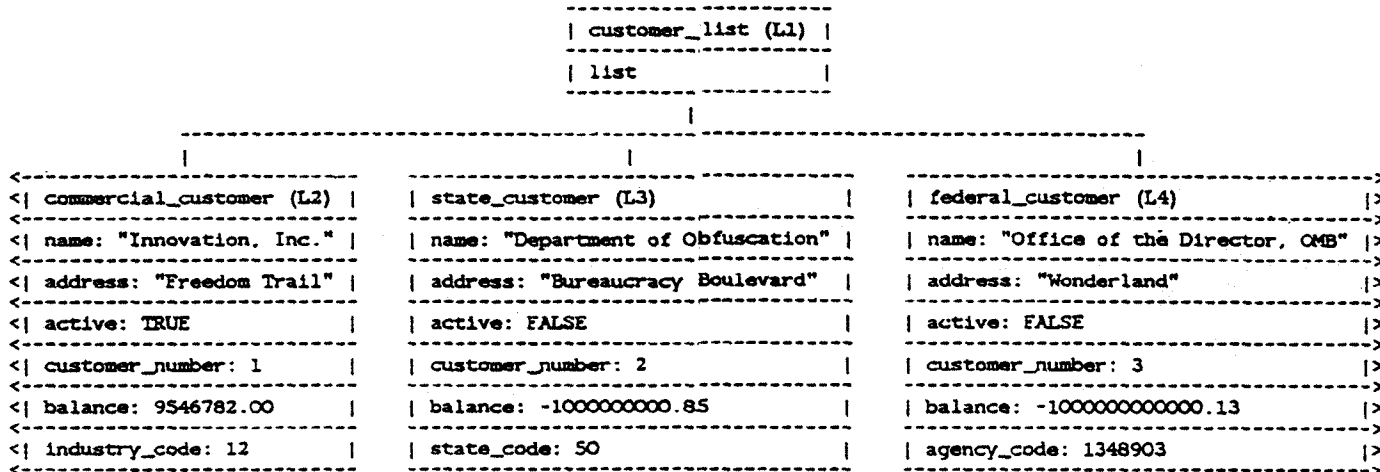 customer_list (L1)
list
commercial_customer (L2) | state_customer (L3) | federal_customer (L4)
name: "Innovation, Inc." | name: "Department of Obfuscation" | name: "Office of the Director, OMB"
address: "Freedom Trail" | address: "Bureaucracy Boulevard" | address: "Wonderland"
active: TRUE | active: FALSE | active: FALSE
customer_number: 1 | customer_number: 2 | customer_number: 3
balance: 9546782.00 | balance: -1000000000.85 | balance: -1000000000000.13
industry_code: 12 | state_code: 50 | agency_code: 1348903